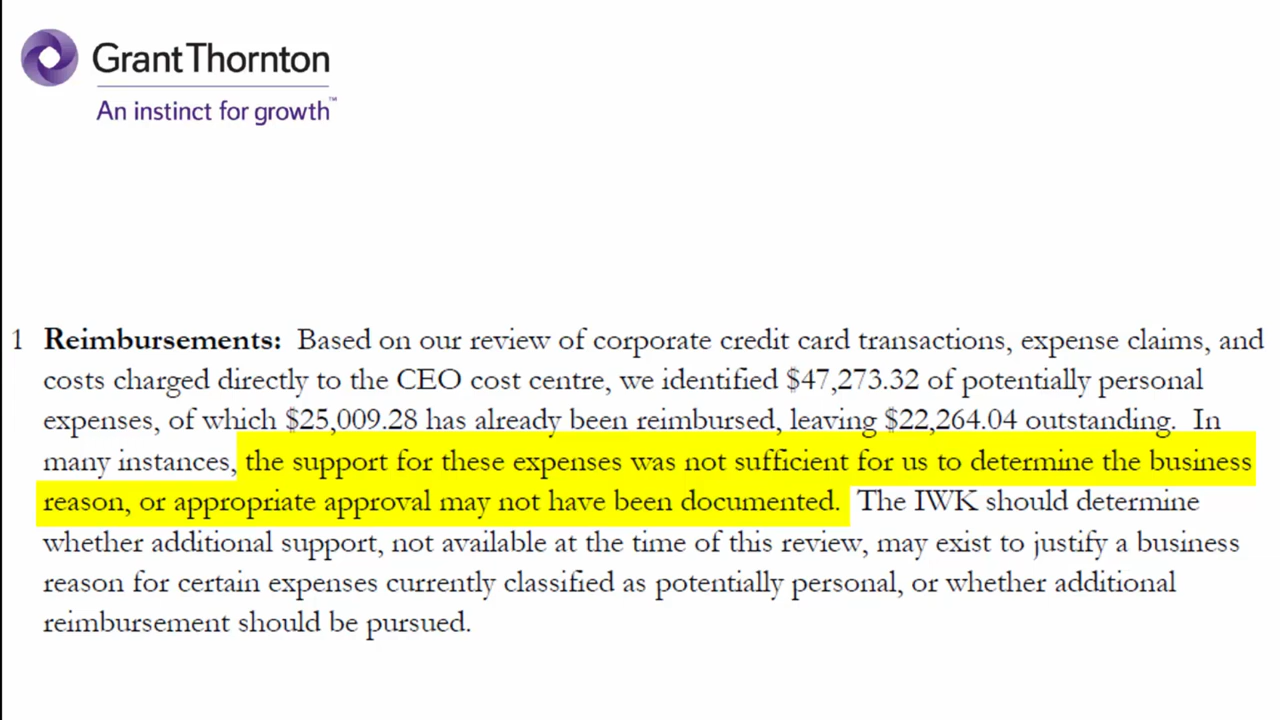 GrantThornton
An instinct for growth™
1 Reimbursements: Based on our review of corporate credit card transactions, expense claims, and
costs charged directly to the CEO cost centre, we identified $47,273.32 of potentially personal
expenses, of which $25,009.28 has already been reimbursed, leaving $22,264.04 outstanding. In
many instances, the support for these expenses was not sufficient for us to determine the business
reason, or appropriate approval may not have been documented. The IWK should determine
whether additional support, not available at the time of this review, may exist to justify a business
reason for certain expenses currently classified as potentially personal, or whether additional
reimbursement should be pursued.